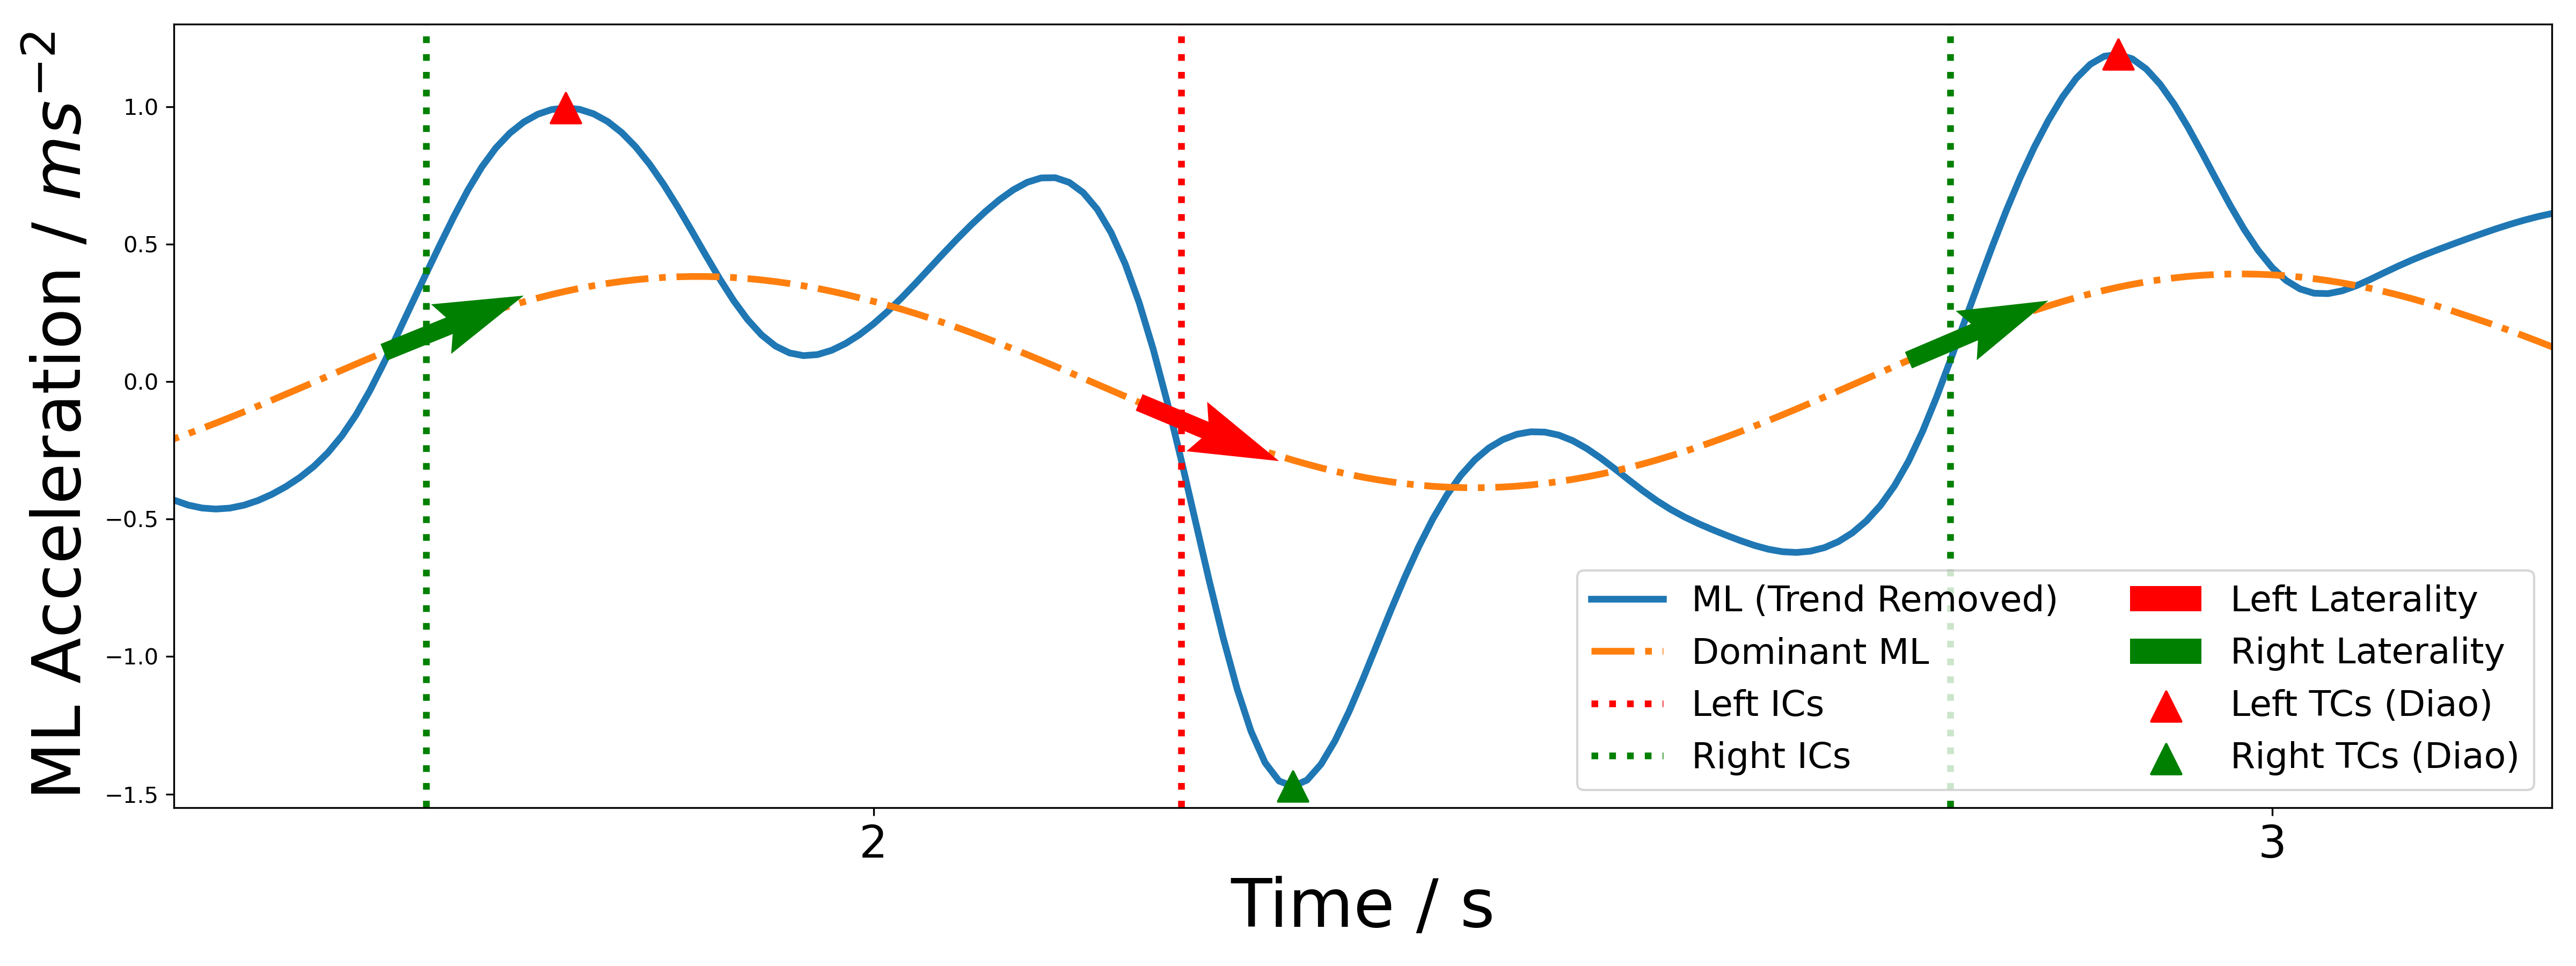 ML Acceleration / ms⁻²
1.0
0.5
0.0
−0.5
−1.0
−1.5
2
3
Time / s
ML (Trend Removed)
Dominant ML
Left ICs
Right ICs
Left Laterality
Right Laterality
Left TCs (Diao)
Right TCs (Diao)